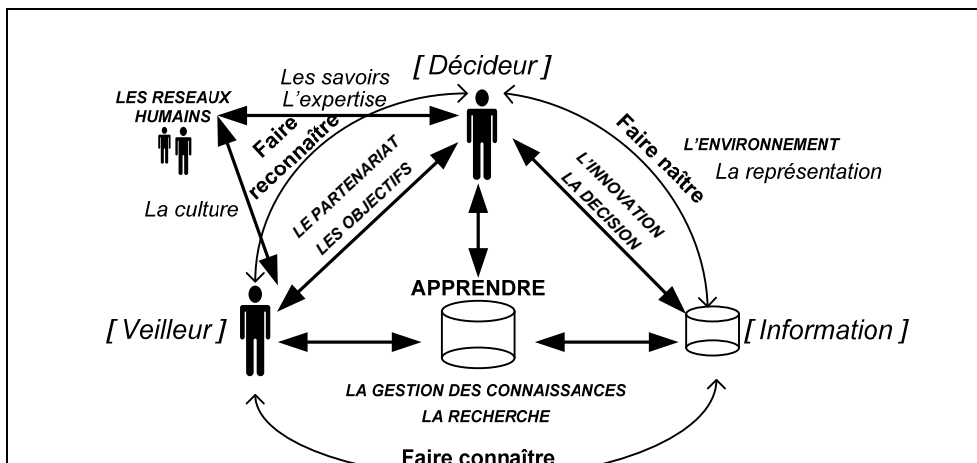 [ Décideur ]
Les savoirs
L'expertise
LES RESEAUX
HUMAINS
Faire
reconnaître
Faire naître
L'ENVIRONNEMENT
La représentation
La culture
LE PARTENARIAT
LES OBJECTIFS
L'INNOVATION
LA DECISION
APPRENDRE
[ Veilleur ]
[ Information ]
LA GESTION DES CONNAISSANCES
LA RECHERCHE
Faire connaître